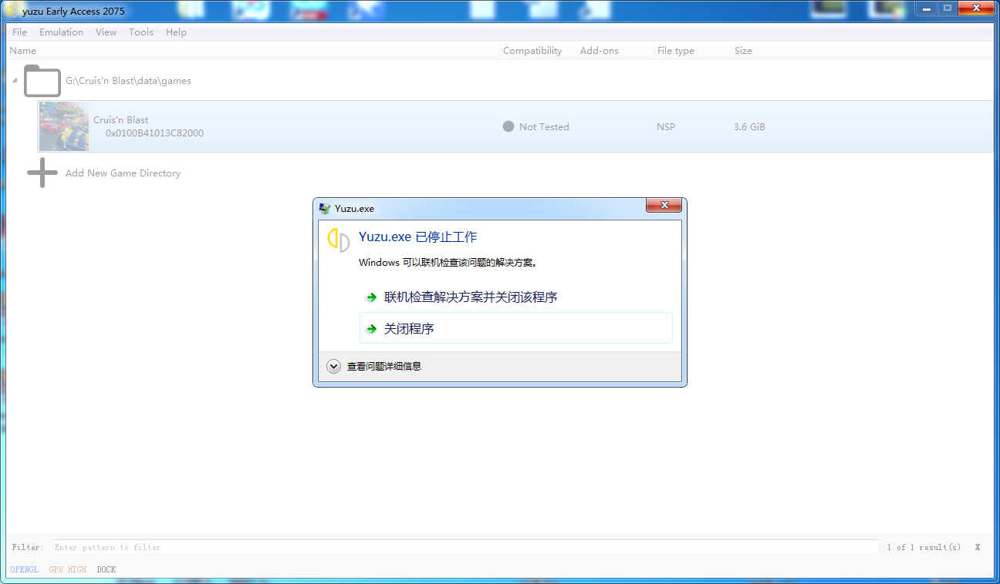 yuzu Early Access 2075
File Emulation View Tools Help
Name Compatibility Add-ons File type Size
G:\Cruis'n Blast\data\games
Cruis'n Blast
0x0100B41013C82000
Not Tested NSP 3.6 GiB
Add New Game Directory
Yuzu.exe
Yuzu.exe 已停止工作
Windows 可以联机检查该问题的解决方案。
联机检查解决方案并关闭该程序
关闭程序
查看问题详细信息
Filter: Enter pattern to filter 1 of 1 result(s) X
OPENGL GPU HIGH DOCK